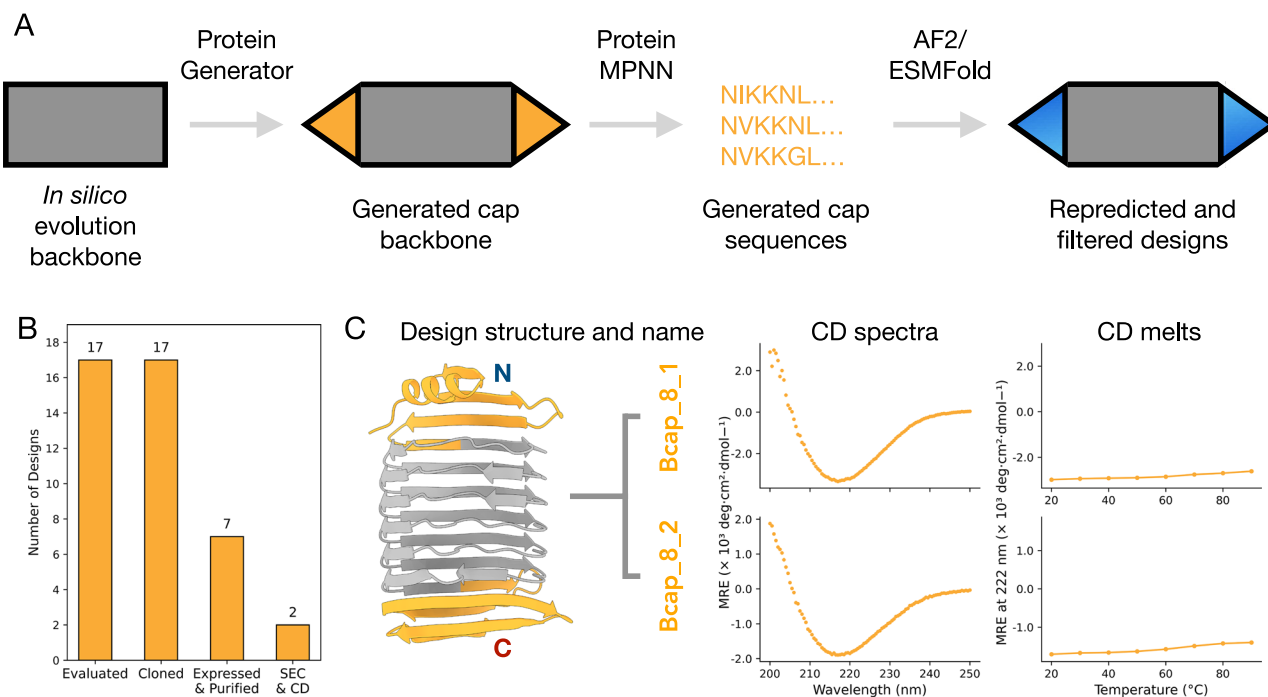 A
Protein
Generator
Protein
MPNN
AF2/
ESMFold
NIKKNL...
NVKKNL...
NVKKGL...
In silico
evolution
backbone
Generated cap
backbone
Generated cap
sequences
Repredicted and
filtered designs
B
Number of Designs
18
16
14
12
10
8
6
4
2
0
17
17
7
2
Evaluated
Cloned
Expressed
& Purified
SEC
& CD
C
Design structure and name
CD spectra
CD melts
N
C
Bcap_8_1
Bcap_8_2
MRE (× 10³ deg·cm²·dmol−¹)
2.0
0.0
-2.0
1.0
0.0
-1.0
-2.0
200
210
220
230
240
250
Wavelength (nm)
MRE at 222 nm (× 10³ deg·cm²·dmol−¹)
2.0
0.0
-2.0
20
40
60
80
1.0
0.0
-1.0
20
40
60
80
Temperature (°C)